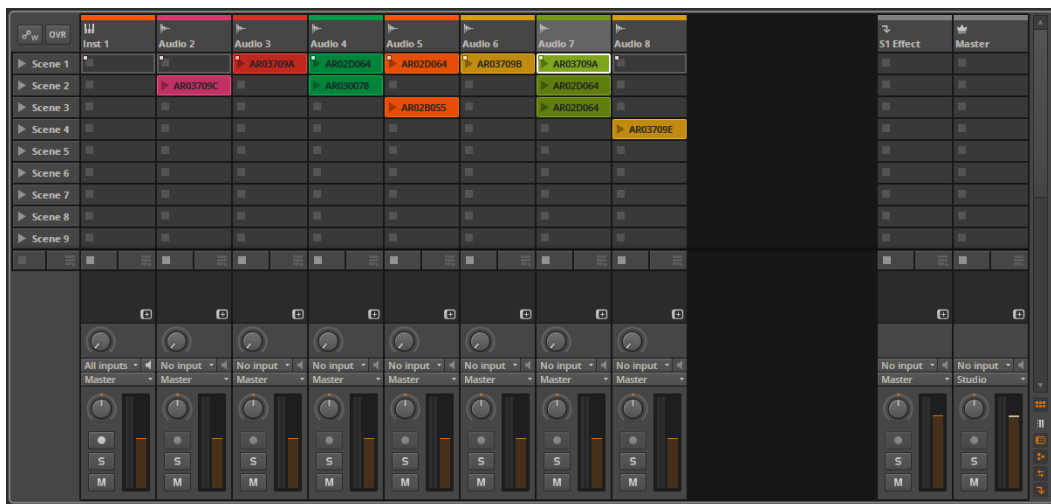 W OVR Inst 1 Audio 2 Audio 3 Audio 4 Audio 5 Audio 6 Audio 7 Audio 8 S1 Effect Master
Scene 1 AR03709A AR02D064 AR02D064 AR03709B AR03709A
Scene 2 AR03709C AR030078 AR02D064
Scene 3 AR02B055 AR02D064
Scene 4 AR03709E
Scene 5
Scene 6
Scene 7
Scene 8
Scene 9
All inputs No input No input No input No input No input No input No input No input No input
Master Master Master Master Master Master Master Master Master Studio
S S S S S S S S S S
M M M M M M M M M M